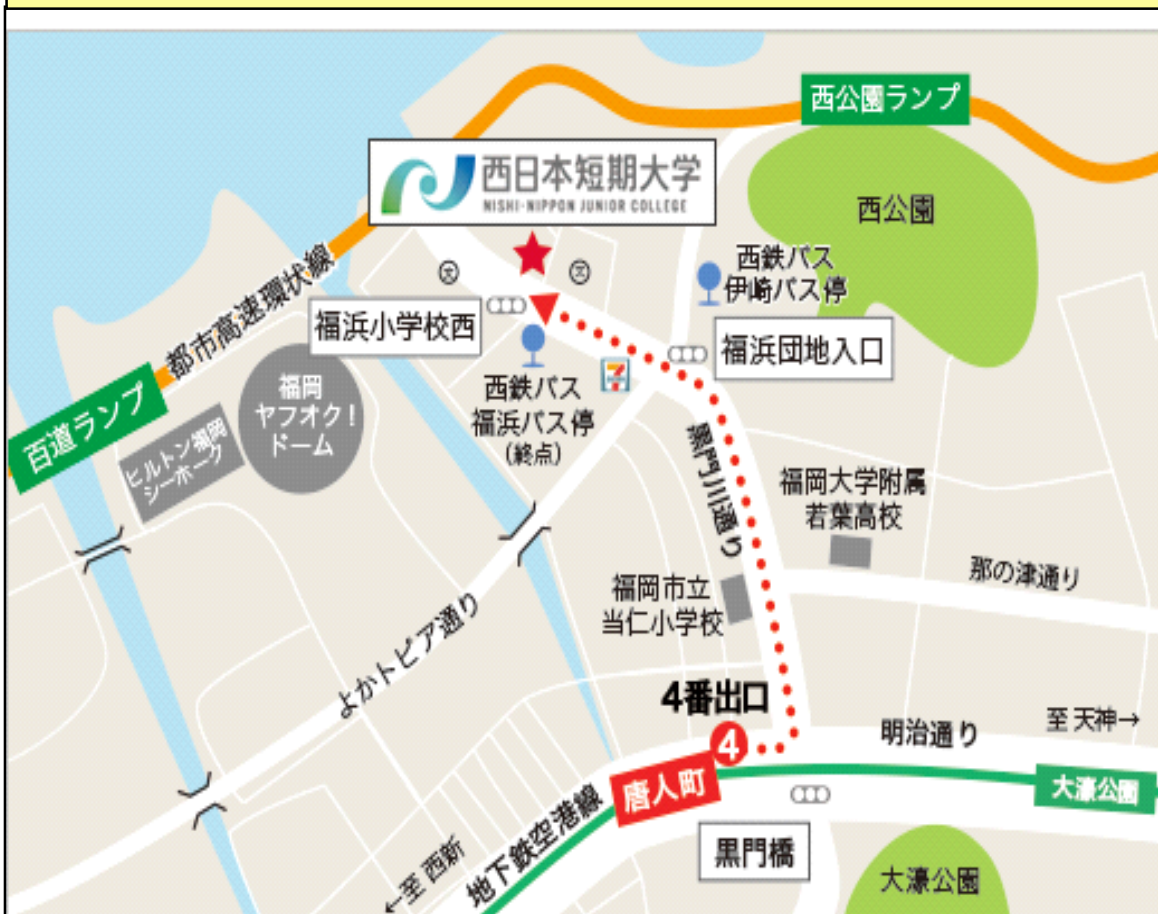 西公園ランプ
西日本短期大学
NISHI-NIPPON JUNIOR COLLEGE
西公園
西鉄バス
伊崎バス停
文
文
都市高速環状線
福浜小学校西
福浜団地入口
7
西鉄バス
福浜バス停
(終点)
福岡
ヤフオク!
ドーム
百道ランプ
ヒルトン福岡
シーホーク
黒門川通り
福岡大学附属
若葉高校
那の津通り
福岡市立
当仁小学校
よかトピア通り
4番出口
4
明治通り
至 天神→
唐人町
大濠公園
地下鉄空港線
←至 西新
黒門橋
大濠公園